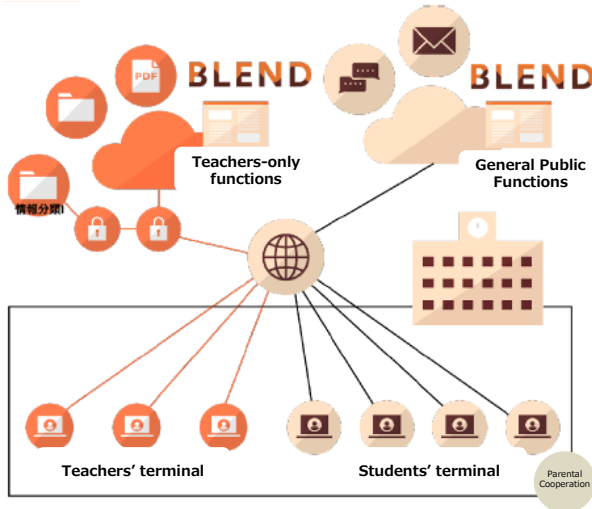 PDF
BLEND
BLEND
Teachers-only
functions
General Public
Functions
情報分類I
Teachers’ terminal
Students’ terminal
Parental
Cooperation